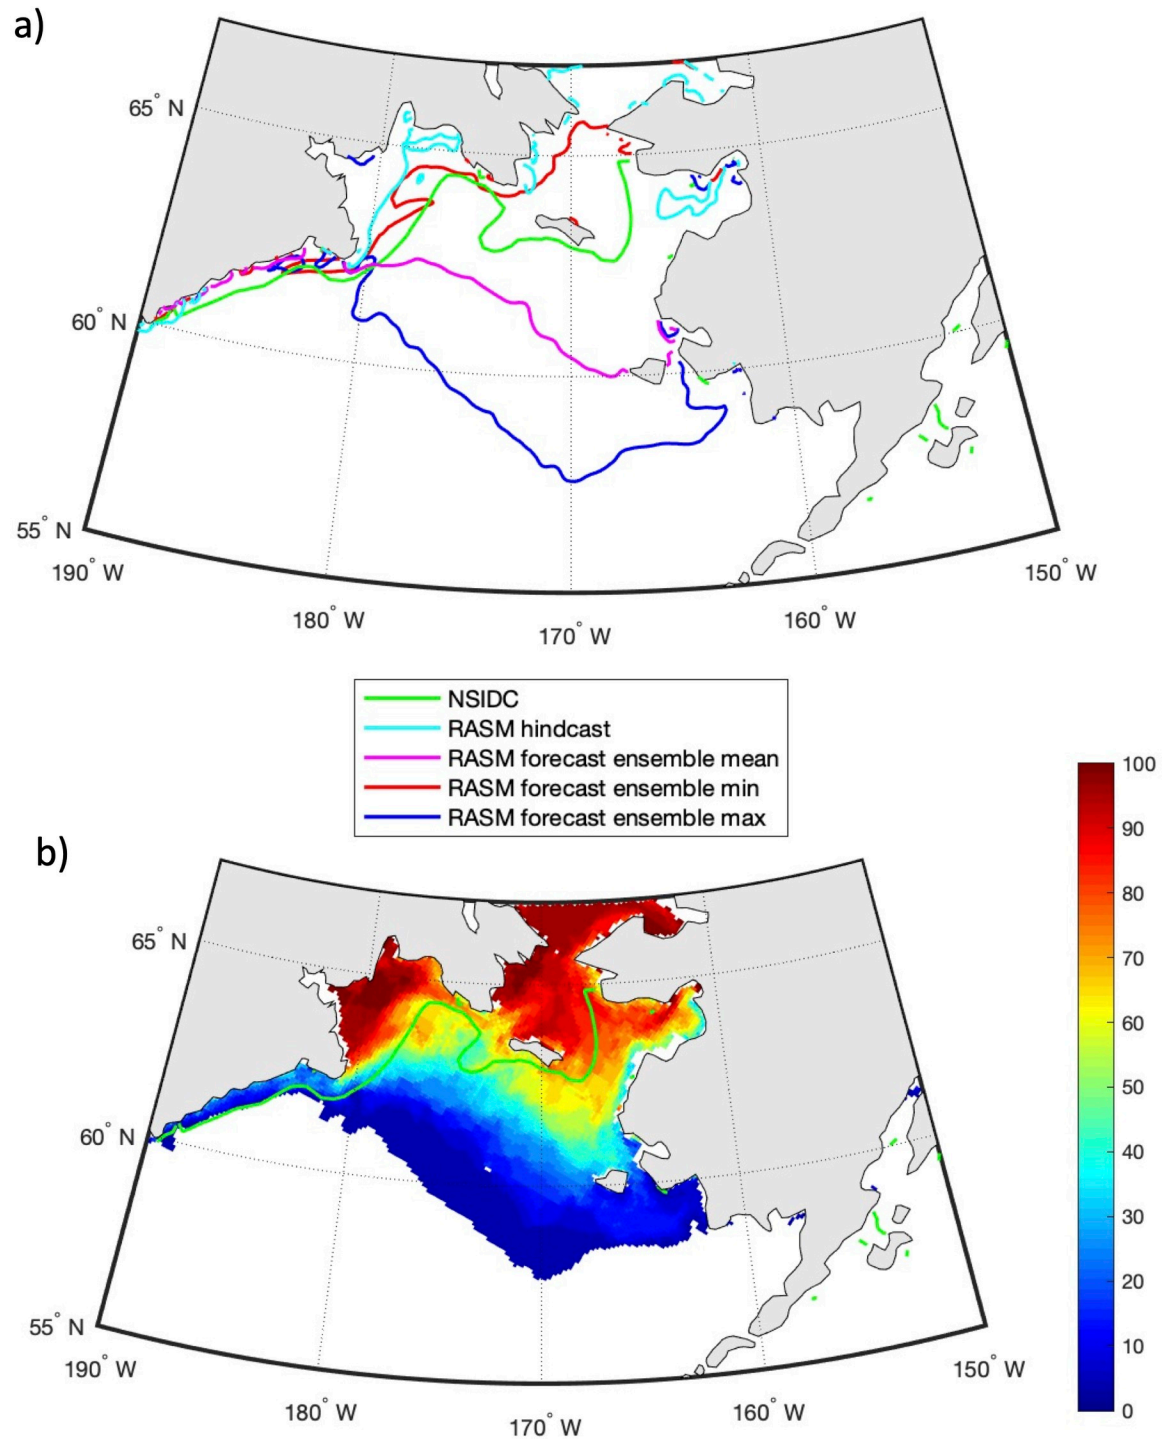 a)
65° N
60° N
55° N
190° W
180° W
170° W
160° W
150° W
NSIDC
RASM hindcast
RASM forecast ensemble mean
RASM forecast ensemble min
RASM forecast ensemble max
b)
65° N
60° N
55° N
190° W
180° W
170° W
160° W
150° W
100
90
80
70
60
50
40
30
20
10
0